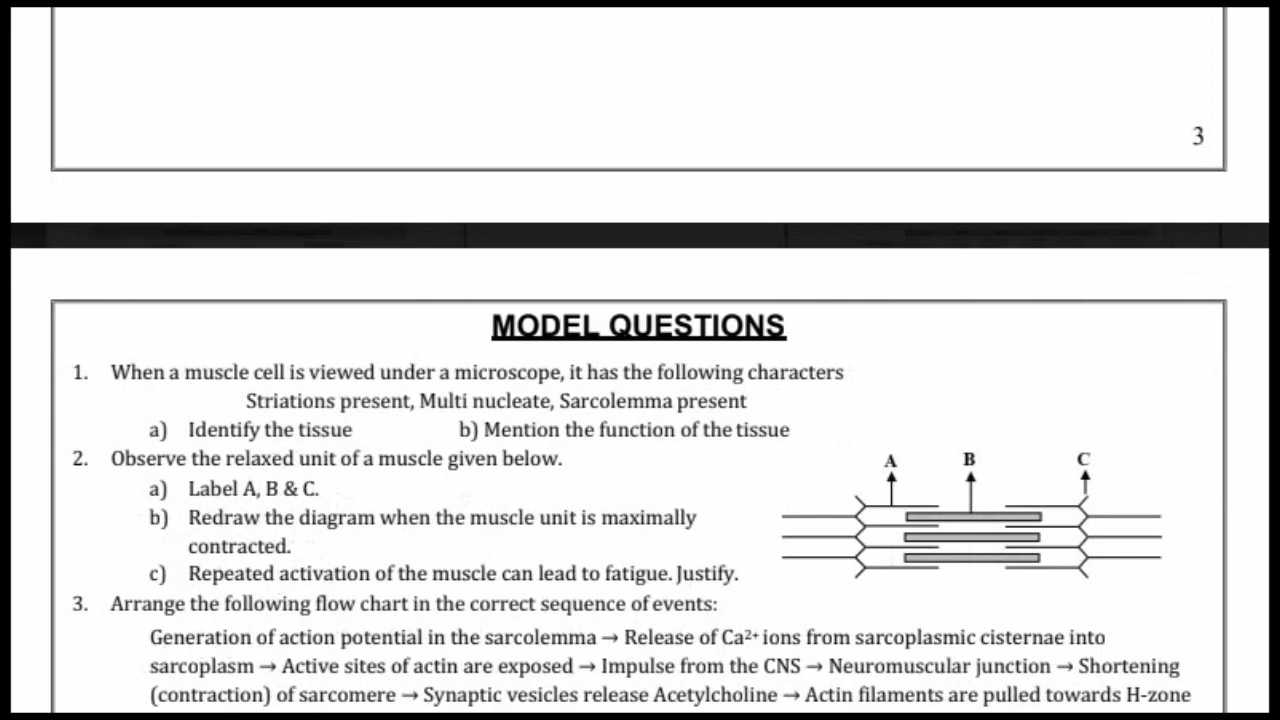 3
MODEL QUESTIONS
1. When a muscle cell is viewed under a microscope, it has the following characters
Striations present, Multi nucleate, Sarcolemma present
a) Identify the tissue b) Mention the function of the tissue
2. Observe the relaxed unit of a muscle given below.
A B C
a) Label A, B & C.
b) Redraw the diagram when the muscle unit is maximally
contracted.
c) Repeated activation of the muscle can lead to fatigue. Justify.
3. Arrange the following flow chart in the correct sequence of events:
Generation of action potential in the sarcolemma → Release of Ca²⁺ ions from sarcoplasmic cisternae into
sarcoplasm → Active sites of actin are exposed → Impulse from the CNS → Neuromuscular junction → Shortening
(contraction) of sarcomere → Synaptic vesicles release Acetylcholine → Actin filaments are pulled towards H-zone